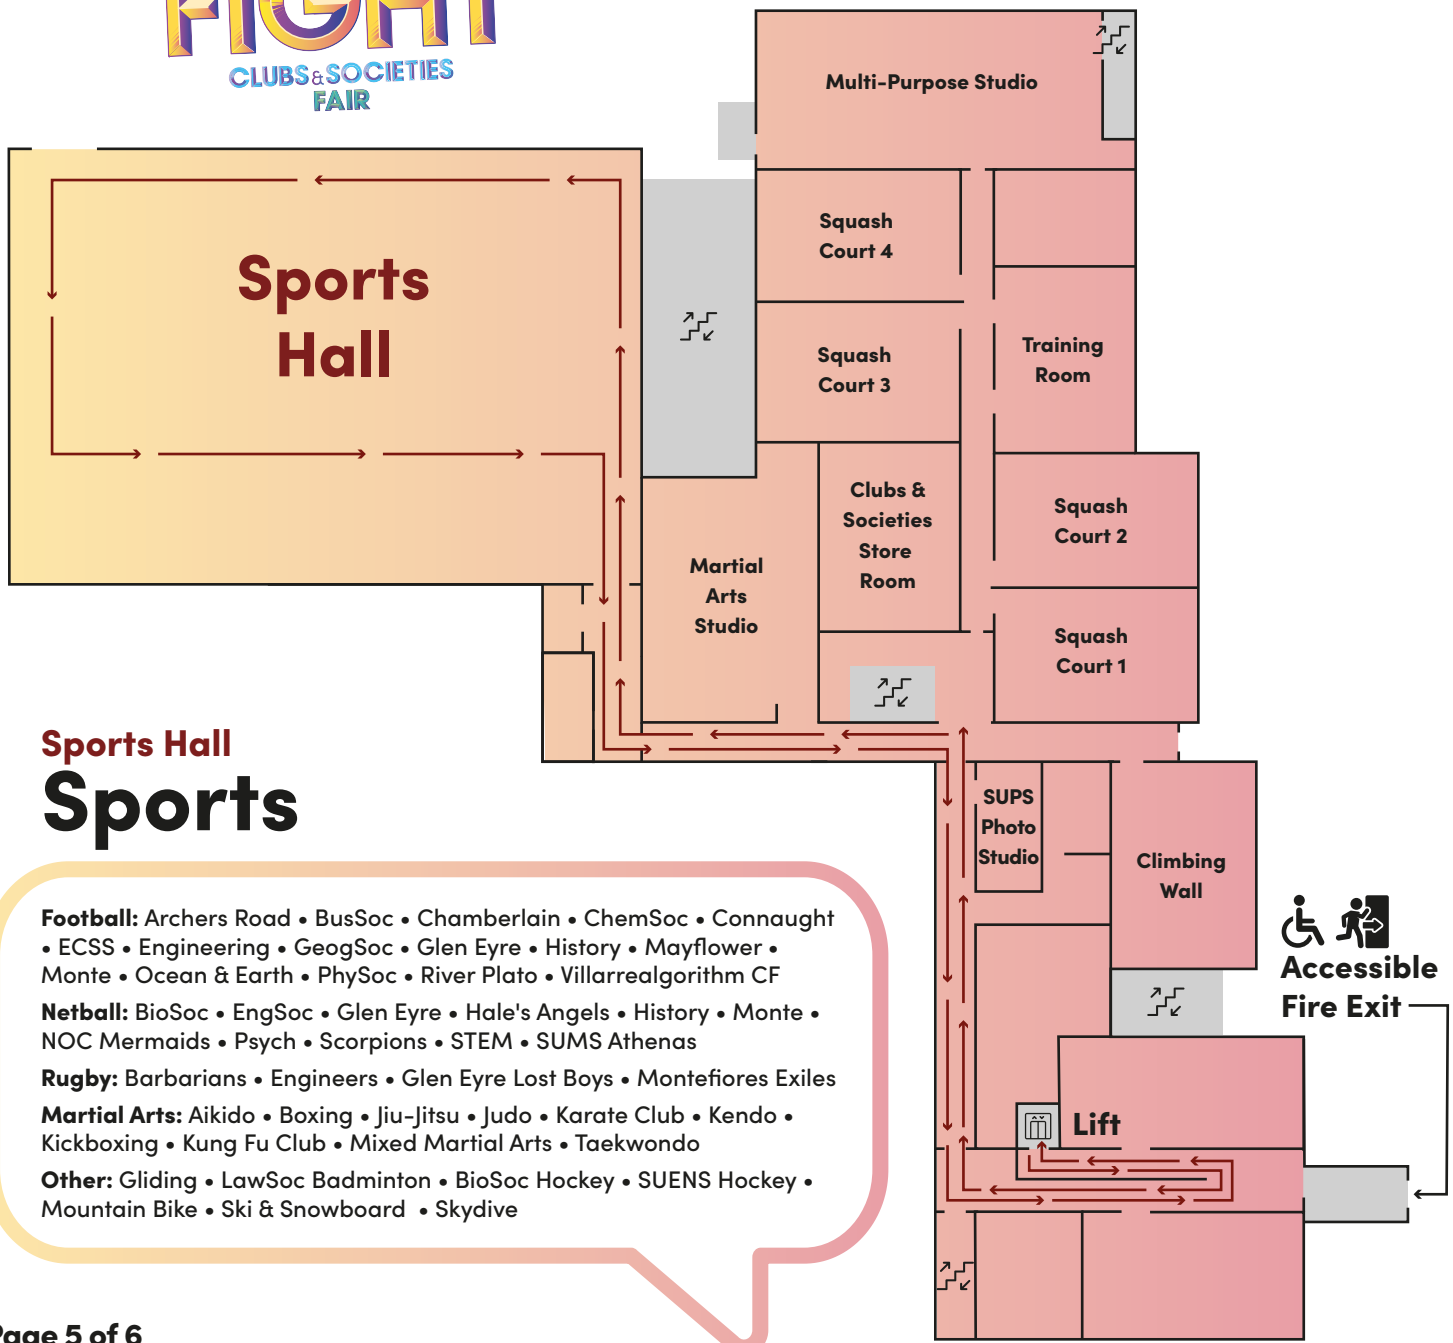 FIGHT
CLUBS & SOCIETIES
FAIR
Multi-Purpose Studio
Squash
Court 4
Sports
Hall
Squash
Court 3
Training
Room
Clubs &
Societies
Store
Room
Squash
Court 2
Martial
Arts
Studio
Squash
Court 1
SUPS
Photo
Studio
Climbing
Wall
Accessible
Fire Exit
Lift
Sports Hall
Sports
Football: Archers Road • BusSoc • Chamberlain • ChemSoc • Connaught
• ECSS • Engineering • GeogSoc • Glen Eyre • History • Mayflower •
Monte • Ocean & Earth • PhySoc • River Plato • Villarrealgorithm CF
Netball: BioSoc • EngSoc • Glen Eyre • Hale's Angels • History • Monte •
NOC Mermaids • Psych • Scorpions • STEM • SUMS Athenas
Rugby: Barbarians • Engineers • Glen Eyre Lost Boys • Montefiores Exiles
Martial Arts: Aikido • Boxing • Jiu-Jitsu • Judo • Karate Club • Kendo •
Kickboxing • Kung Fu Club • Mixed Martial Arts • Taekwondo
Other: Gliding • LawSoc Badminton • BioSoc Hockey • SUENS Hockey •
Mountain Bike • Ski & Snowboard • Skydive
Page 5 of 6